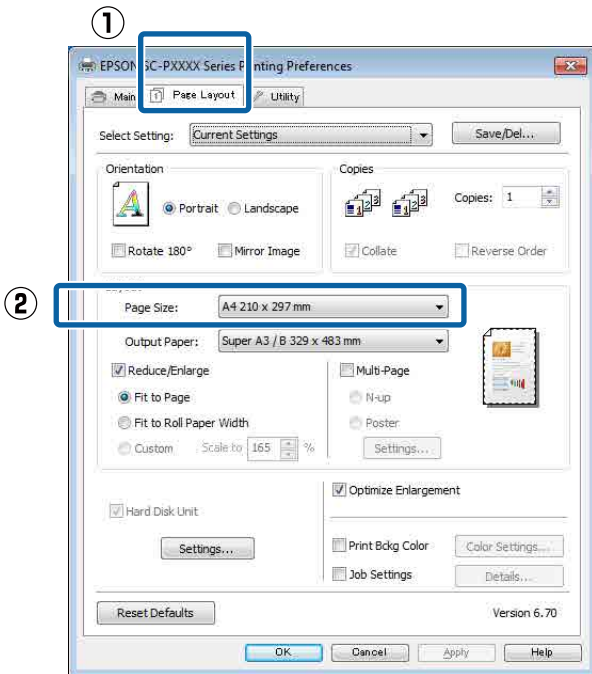 ①
EPSON SC-PXXXX Series Printing Preferences
Main Page Layout Utility
Select Setting: Current Settings Save/Del...
Orientation
Copies
Portrait Landscape
Copies: 1
Rotate 180° Mirror Image
Collate Reverse Order
②
Page Size: A4 210 x 297 mm
Output Paper: Super A3 / B 329 x 483 mm
Reduce/Enlarge
Multi-Page
Fit to Page
N-up
Fit to Roll Paper Width
Poster
Custom Scale to 165 %
Settings...
Optimize Enlargement
Hard Disk Unit
Settings...
Print Bckg Color Color Settings...
Job Settings Details...
Reset Defaults
Version 6.70
OK Cancel Apply Help